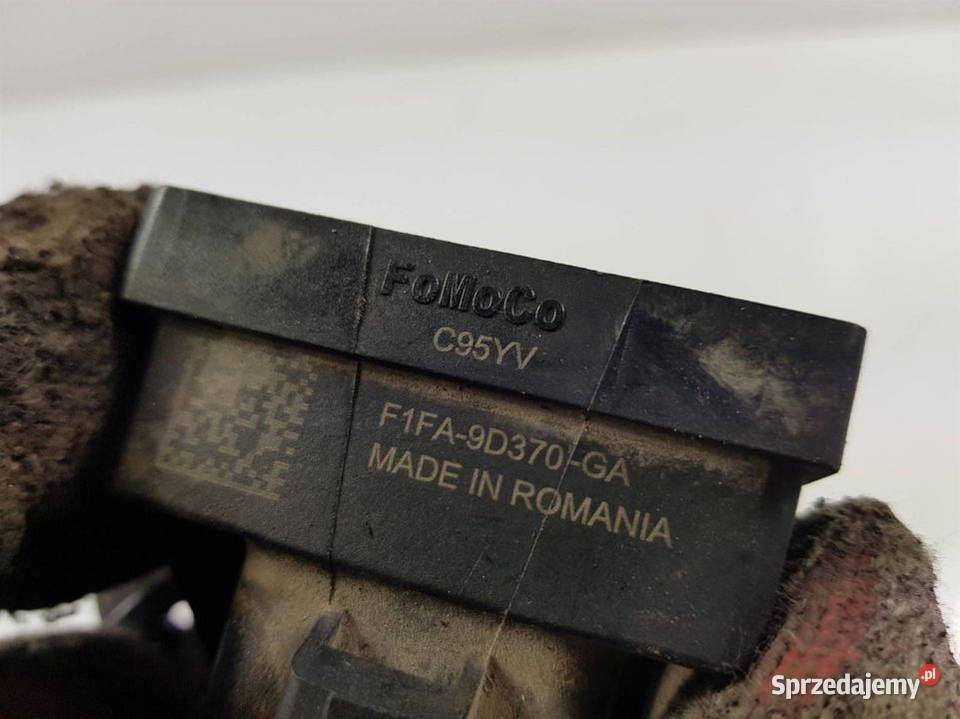 FoMoCo
C95YV
F1FA-9D370-GA
MADE IN ROMANIA
Sprzedajemy.pl